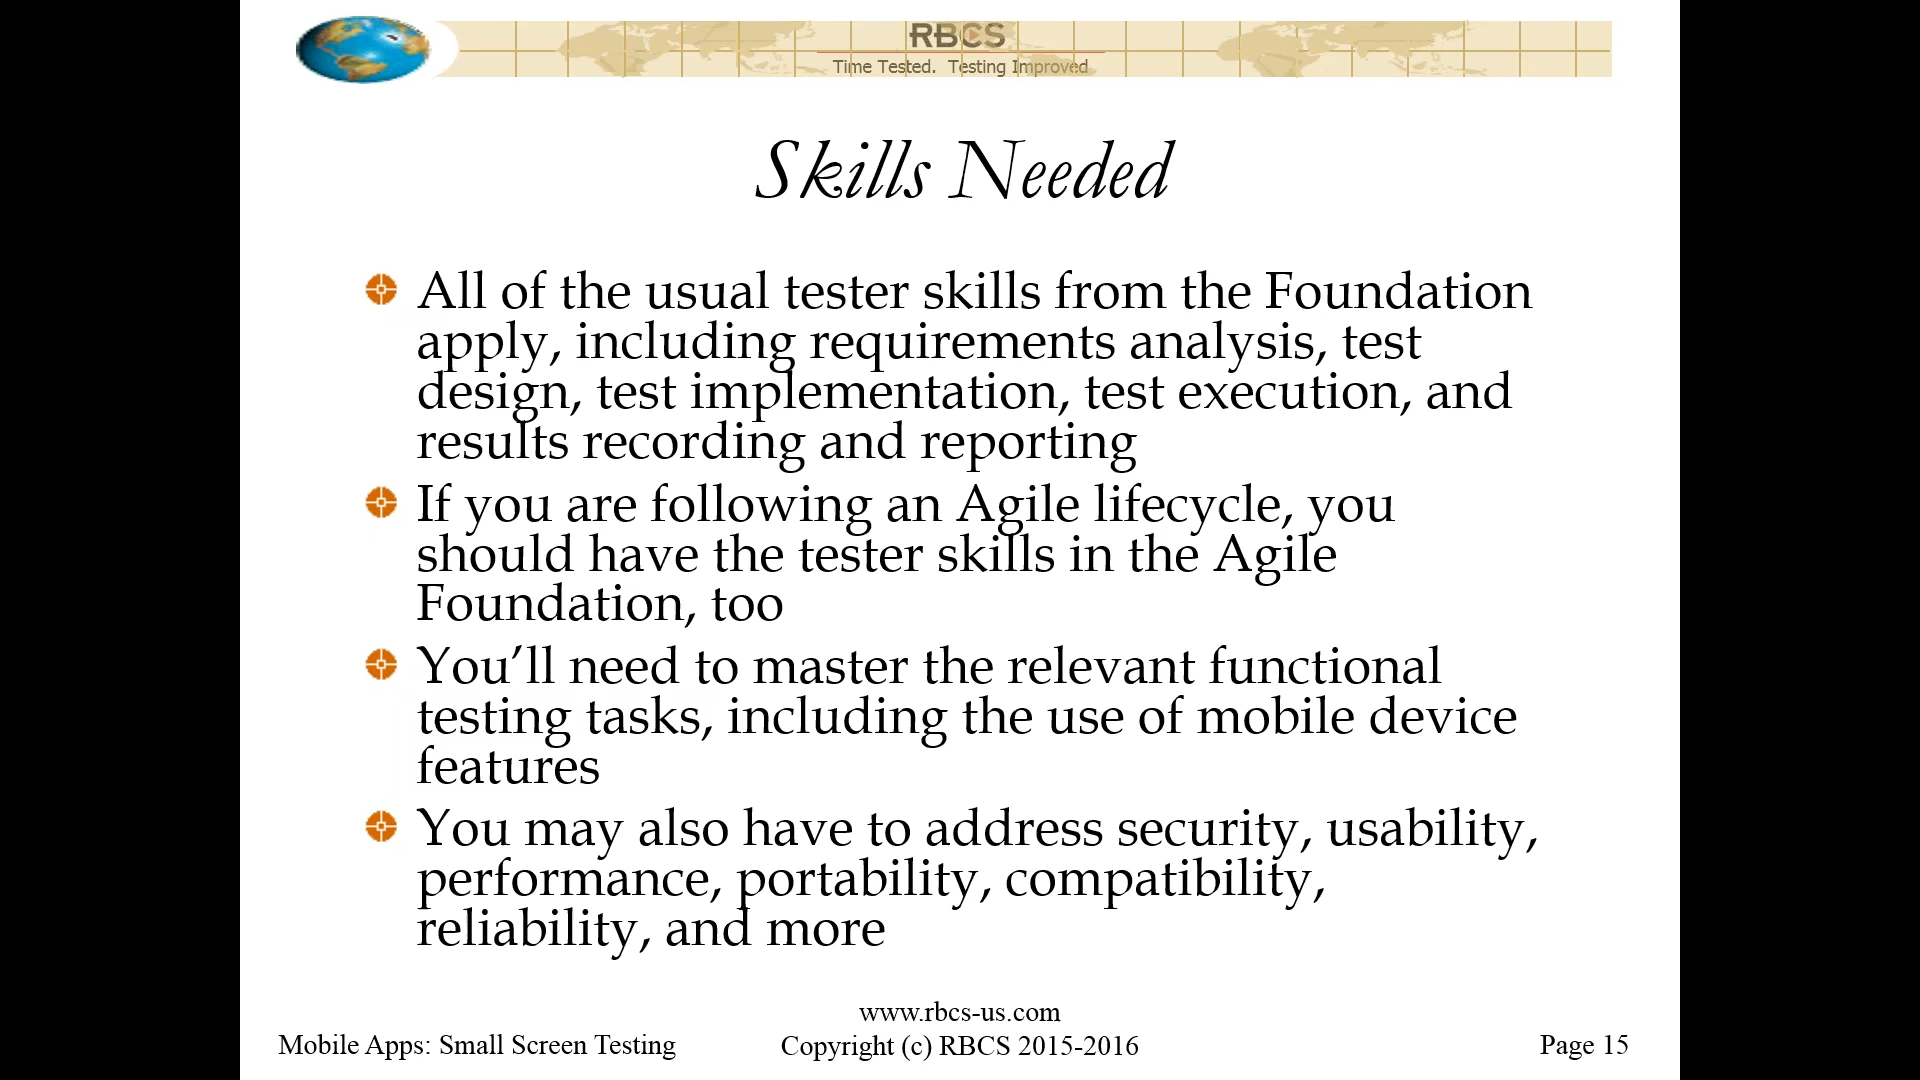 RBCS
Time Tested. Testing Improved
Skills Needed
All of the usual tester skills from the Foundation
apply, including requirements analysis, test
design, test implementation, test execution, and
results recording and reporting
If you are following an Agile lifecycle, you
should have the tester skills in the Agile
Foundation, too
You’ll need to master the relevant functional
testing tasks, including the use of mobile device
features
You may also have to address security, usability,
performance, portability, compatibility,
reliability, and more
www.rbcs-us.com
Mobile Apps: Small Screen Testing
Copyright (c) RBCS 2015-2016
Page 15